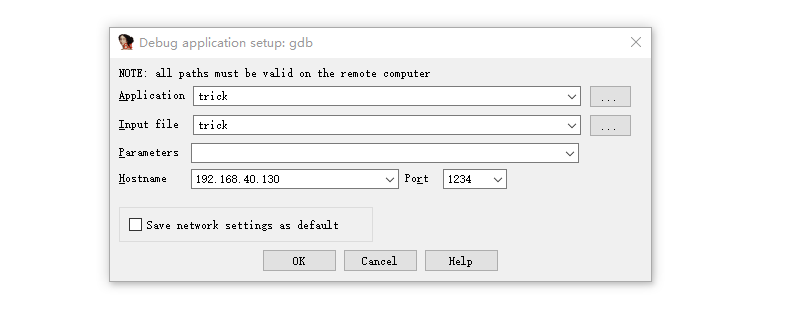 Debug application setup: gdb
NOTE: all paths must be valid on the remote computer
Application trick ...
Input file trick ...
Parameters
Hostname 192.168.40.130 Port 1234
Save network settings as default
OK Cancel Help